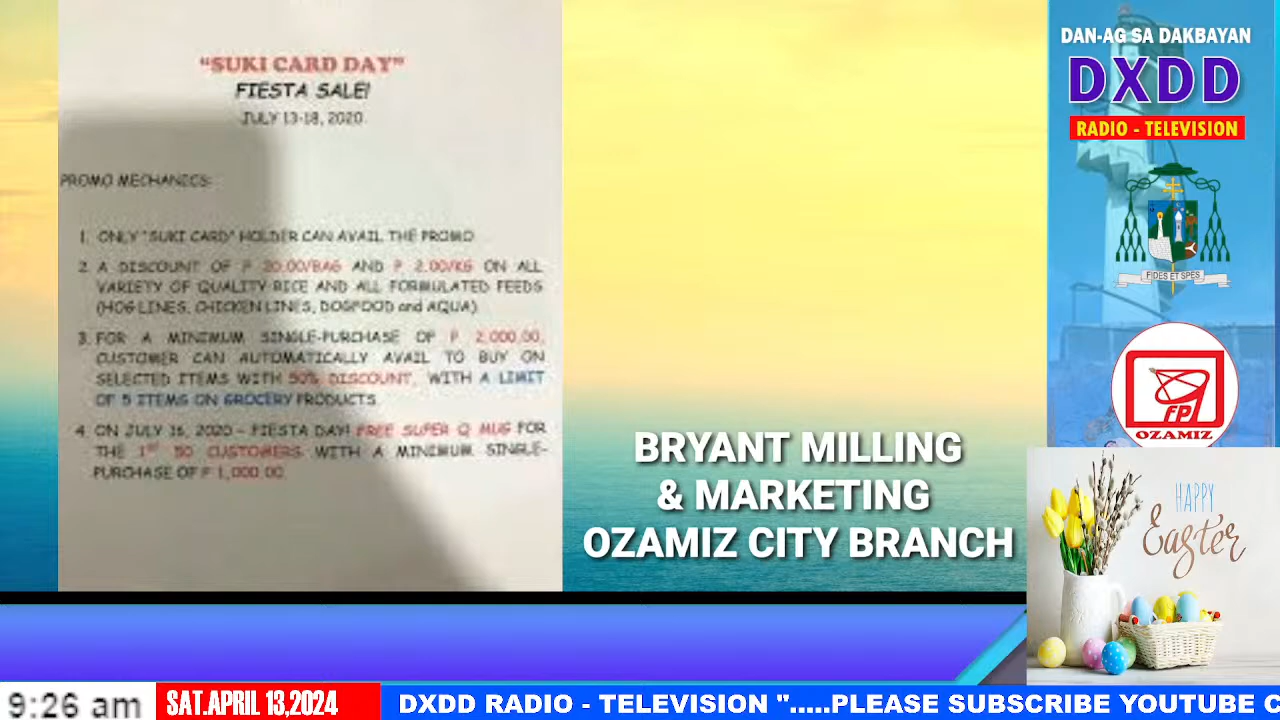 "SUKI CARD DAY"
FIESTA SALE!
JULY 13-18, 2020
PROMO MECHANICS:
1. ONLY "SUKI CARD" HOLDER CAN AVAIL THE PROMO
2. A DISCOUNT OF P 20.00/BAG AND P 2.00/KG ON ALL
VARIETY OF QUALITY RICE AND ALL FORMULATED FEEDS
(HOG LINES, CHICKEN LINES, DOGFOOD and AQUA)
3. FOR A MINIMUM SINGLE-PURCHASE OF P 2,000.00,
CUSTOMER CAN AUTOMATICALLY AVAIL TO BUY ON
SELECTED ITEMS WITH 50% DISCOUNT, WITH A LIMIT
OF 5 ITEMS ON GROCERY PRODUCTS.
4. ON JULY 16, 2020 - FIESTA DAY! FREE SUPER Q MUG FOR
THE 1ST 50 CUSTOMERS WITH A MINIMUM SINGLE-
PURCHASE OF P 1,000.00.
BRYANT MILLING
& MARKETING
OZAMIZ CITY BRANCH
DAN-AG SA DAKBAYAN
DXDD
RADIO - TELEVISION
FIDES ET SPES
FP
OZAMIZ
HAPPY
Easter
9:26 am
SAT.APRIL 13,2024
DXDD RADIO - TELEVISION ".....PLEASE SUBSCRIBE YOUTUBE C